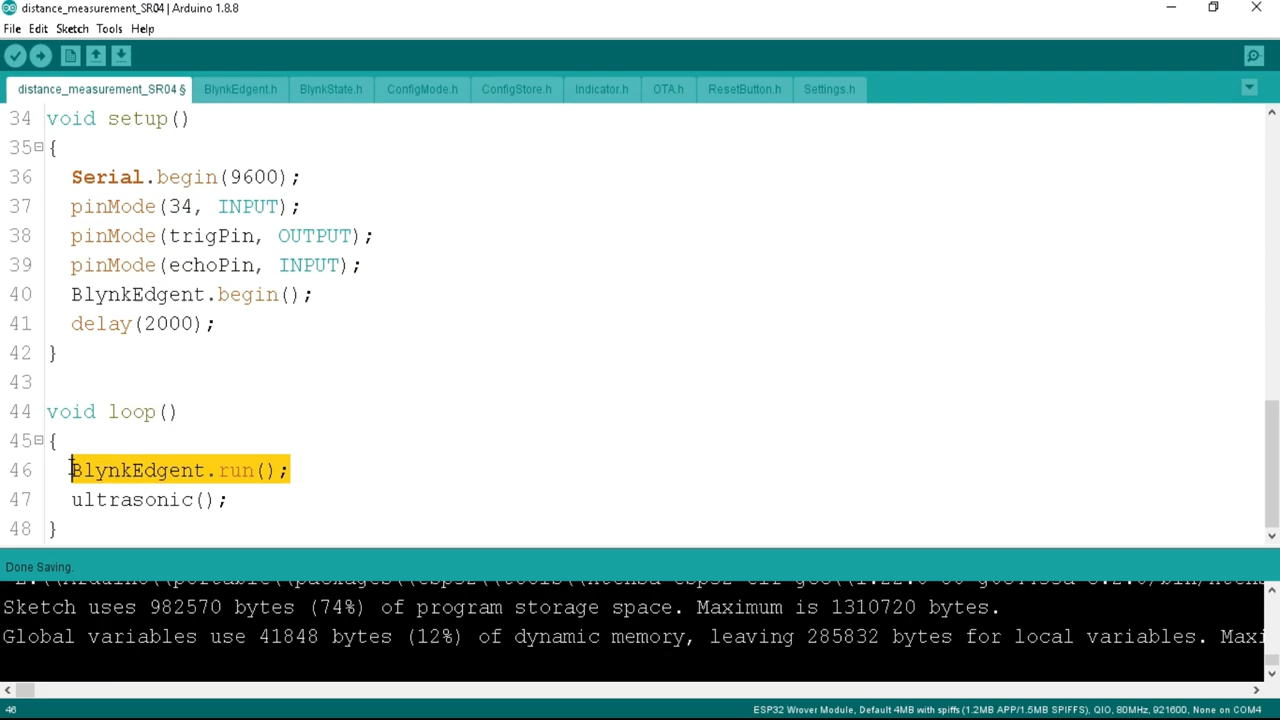 distance_measurement_SR04 | Arduino 1.8.8
File Edit Sketch Tools Help
distance_measurement_SR04 § BlynkEdgent.h BlynkState.h ConfigMode.h ConfigStore.h Indicator.h OTA.h ResetButton.h Settings.h
34 void setup()
35 {
36 Serial.begin(9600);
37 pinMode(34, INPUT);
38 pinMode(trigPin, OUTPUT);
39 pinMode(echoPin, INPUT);
40 BlynkEdgent.begin();
41 delay(2000);
42 }
43
44 void loop()
45 {
46 BlynkEdgent.run();
47 ultrasonic();
48 }
Done Saving.
Sketch uses 982570 bytes (74%) of program storage space. Maximum is 1310720 bytes.
Global variables use 41848 bytes (12%) of dynamic memory, leaving 285832 bytes for local variables. Maxi
46 ESP32 Wrover Module, Default 4MB with spiffs (1.2MB APP/1.5MB SPIFFS), QIO, 80MHz, 921600, None on COM4